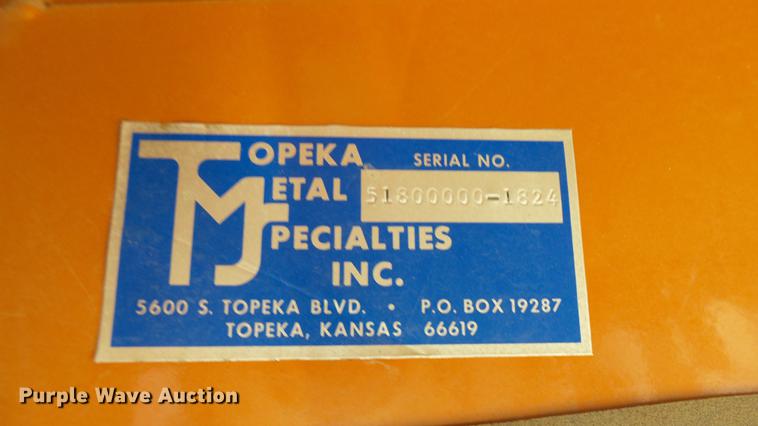 TOPEKA
METAL
SPECIALTIES
INC.
SERIAL NO.
51800000-1824
5600 S. TOPEKA BLVD. • P.O. BOX 19287
TOPEKA, KANSAS 66619
Purple Wave Auction